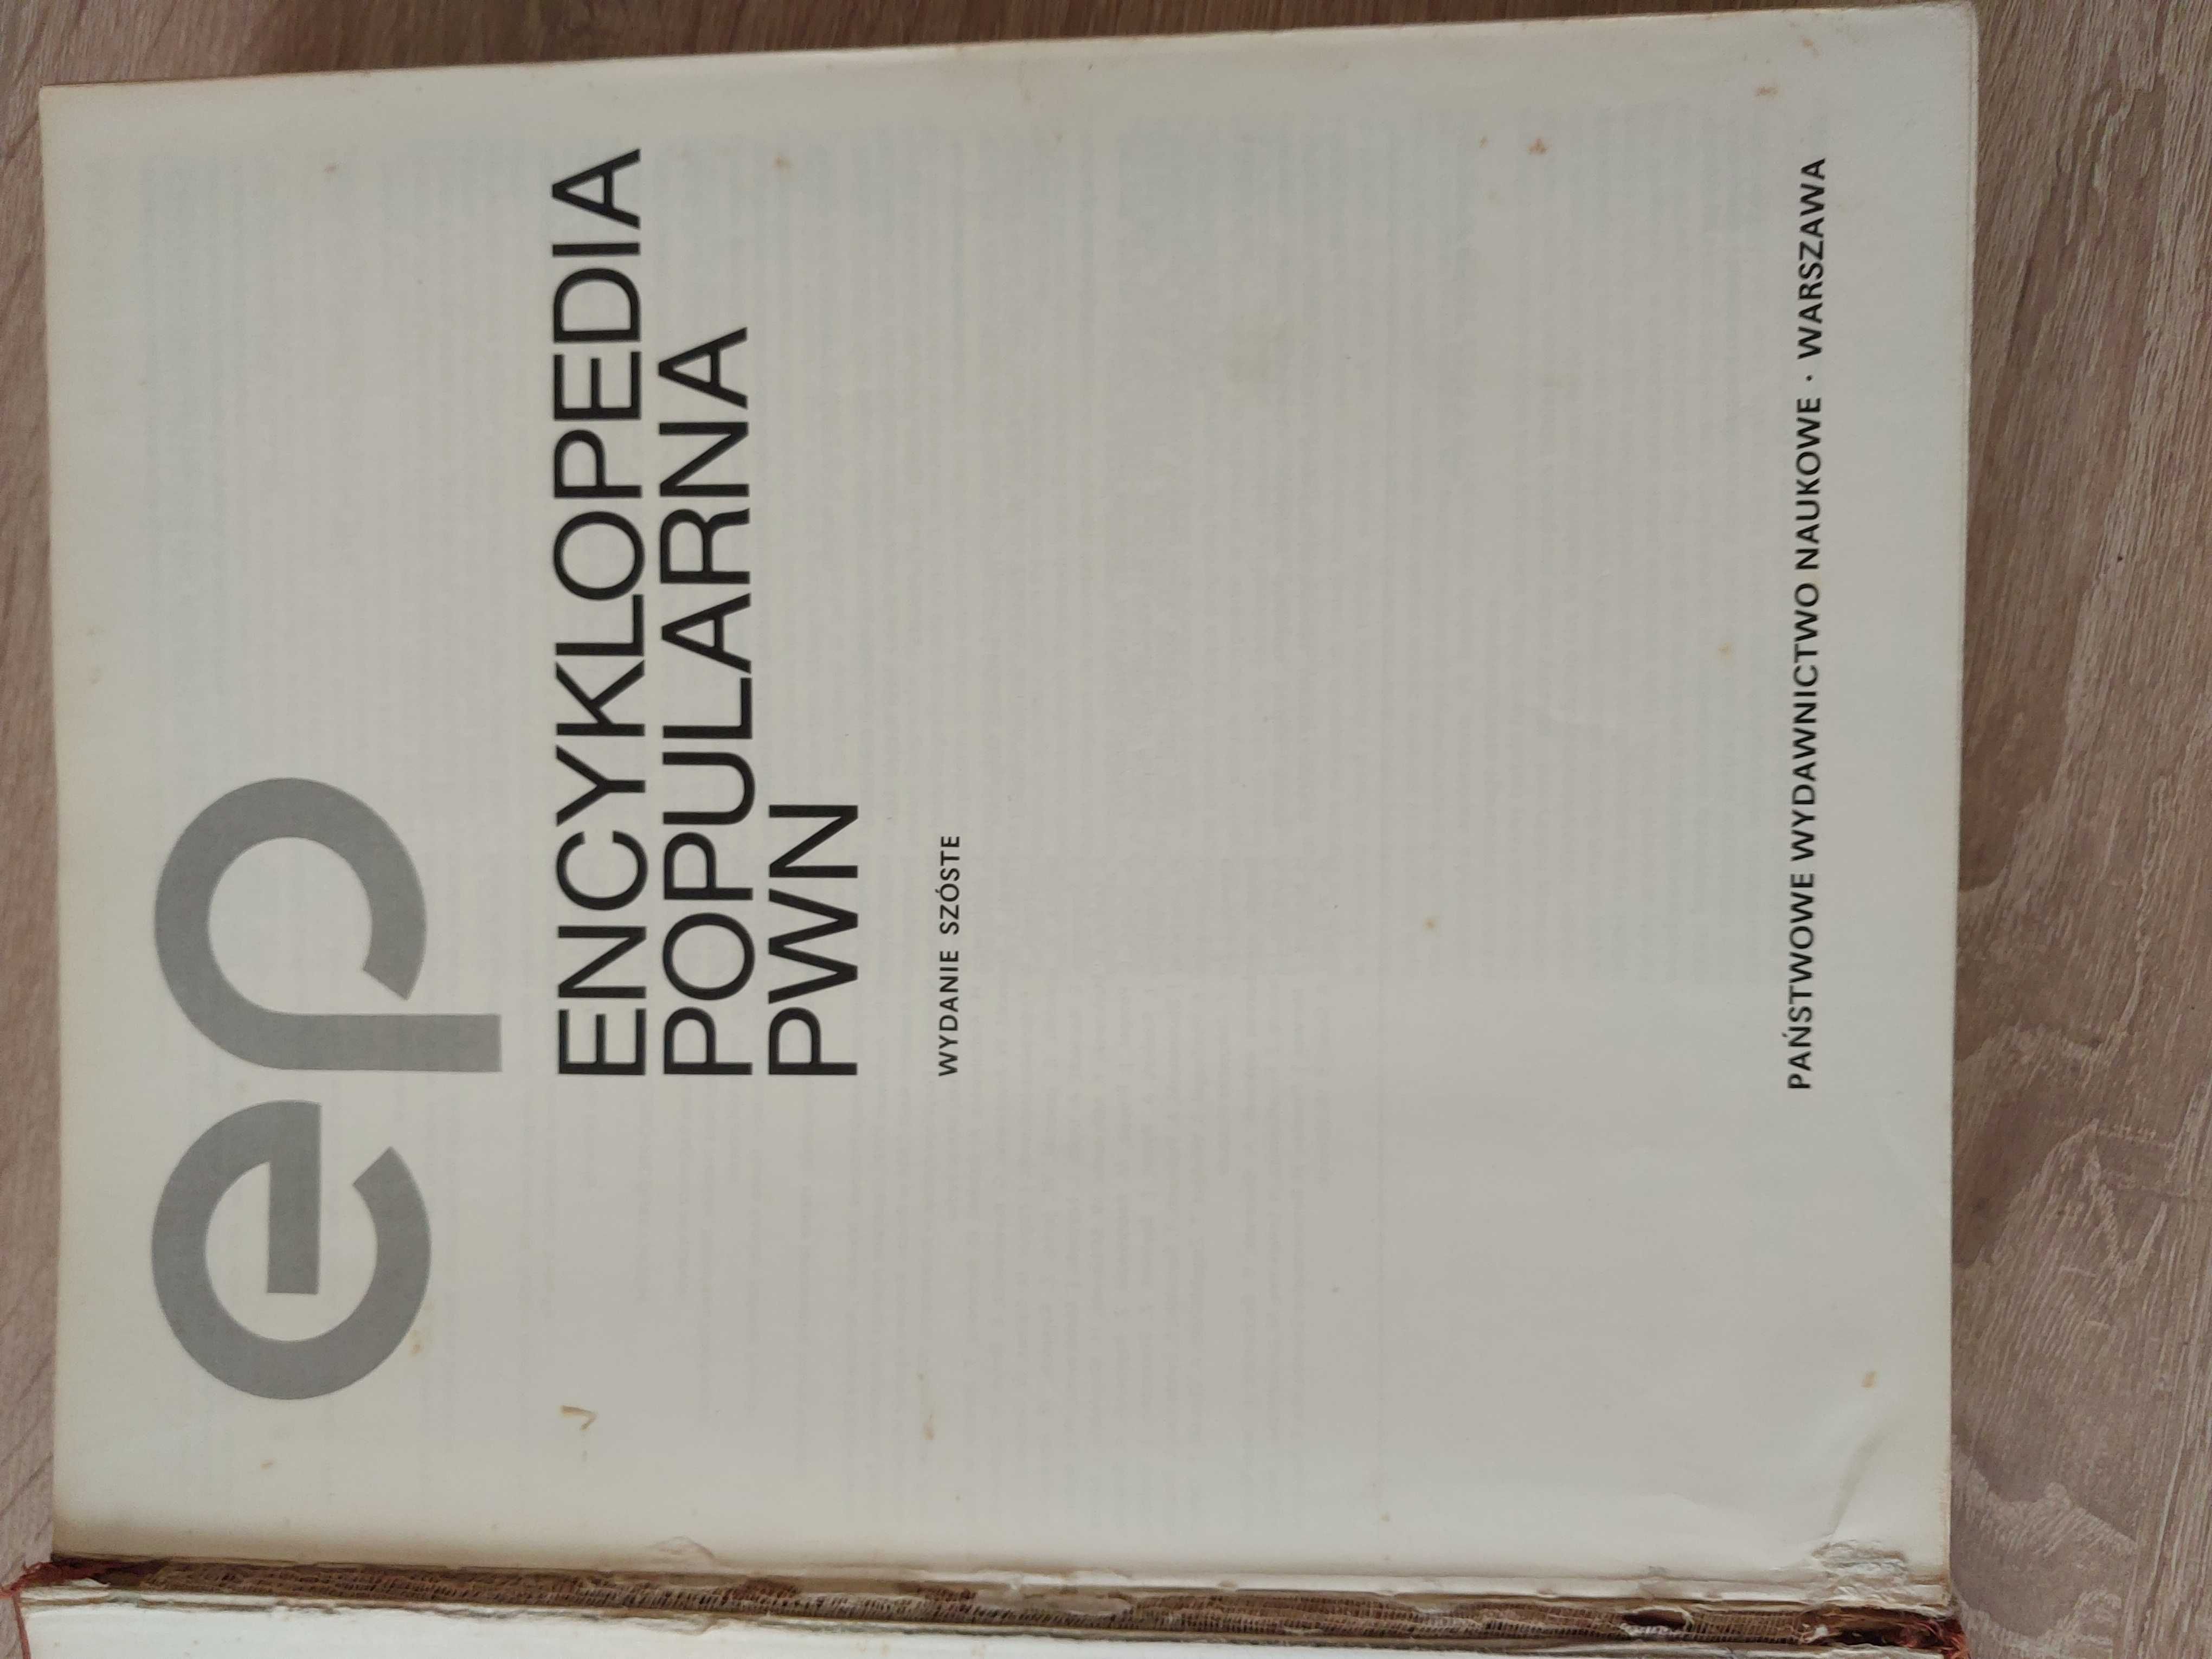 ep
ENCYKLOPEDIA
POPULARNA
PWN
WYDANIE SZÓSTE
PAŃSTWOWE WYDAWNICTWO NAUKOWE · WARSZAWA